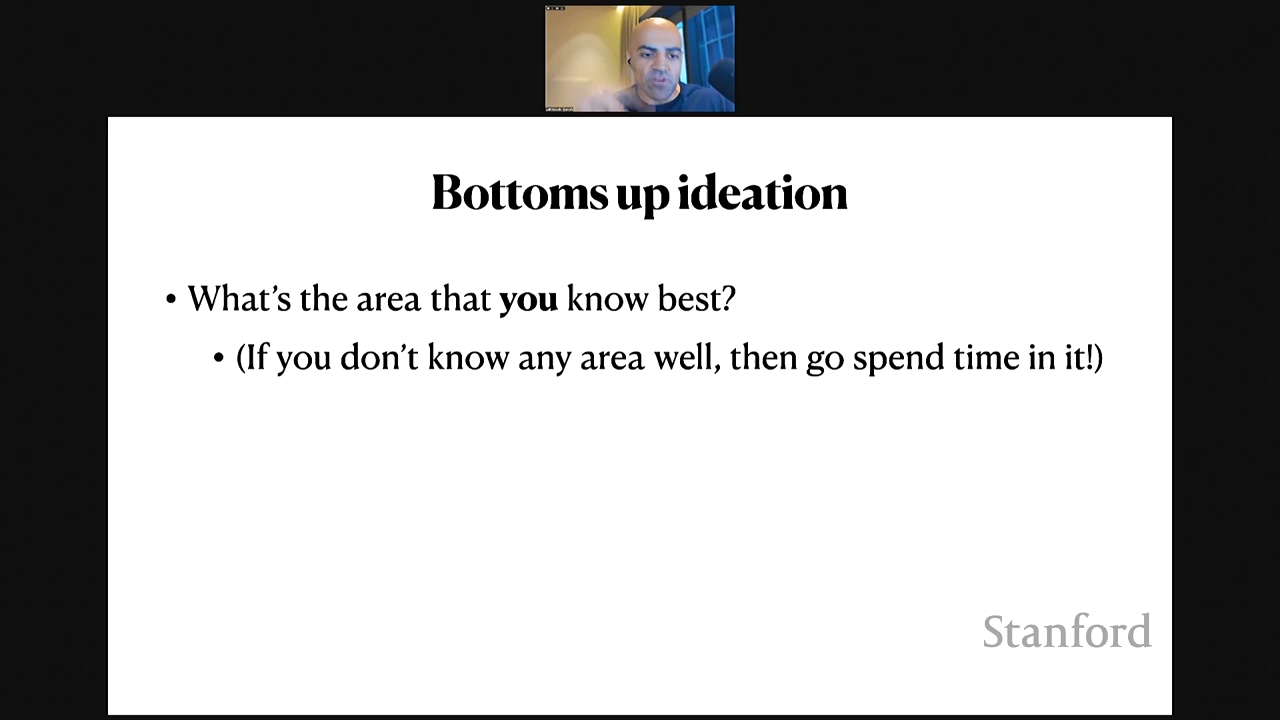 Bottoms up ideation
• What's the area that you know best?
• (If you don't know any area well, then go spend time in it!)
Stanford